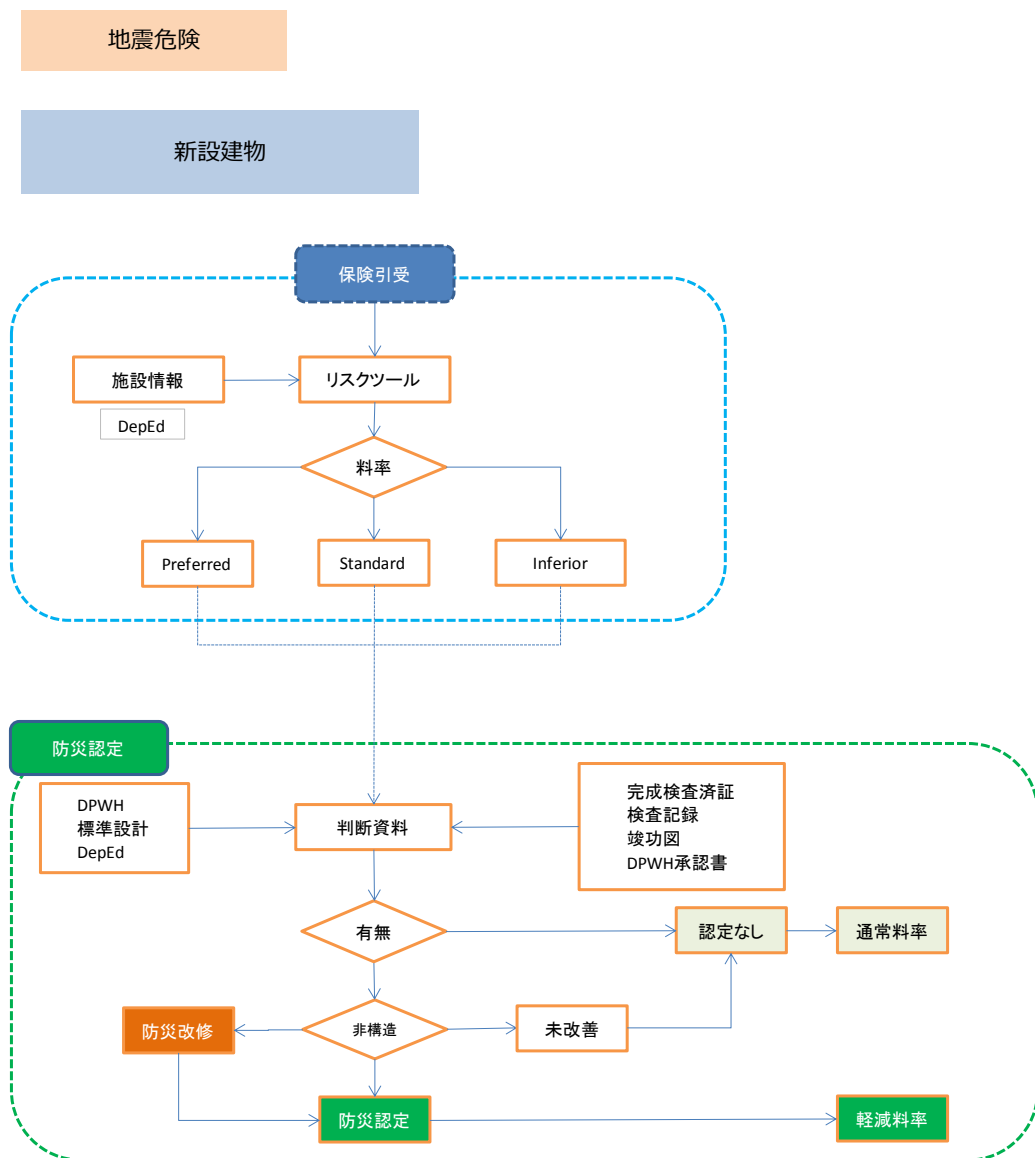 地震危険
新設建物
保険引受
施設情報
リスクツール
DepEd
料率
Preferred
Standard
Inferior
防災認定
DPWH
標準設計
DepEd
判断資料
完成検査済証
検査記録
竣功図
DPWH承認書
有無
認定なし
通常料率
防災改修
非構造
未改善
防災認定
軽減料率